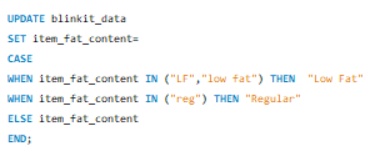 UPDATE blinkit_data
SET item_fat_content=
CASE
WHEN item_fat_content IN ("LF","low fat") THEN "Low Fat"
WHEN item_fat_content IN ("reg") THEN "Regular"
ELSE item_fat_content
END;